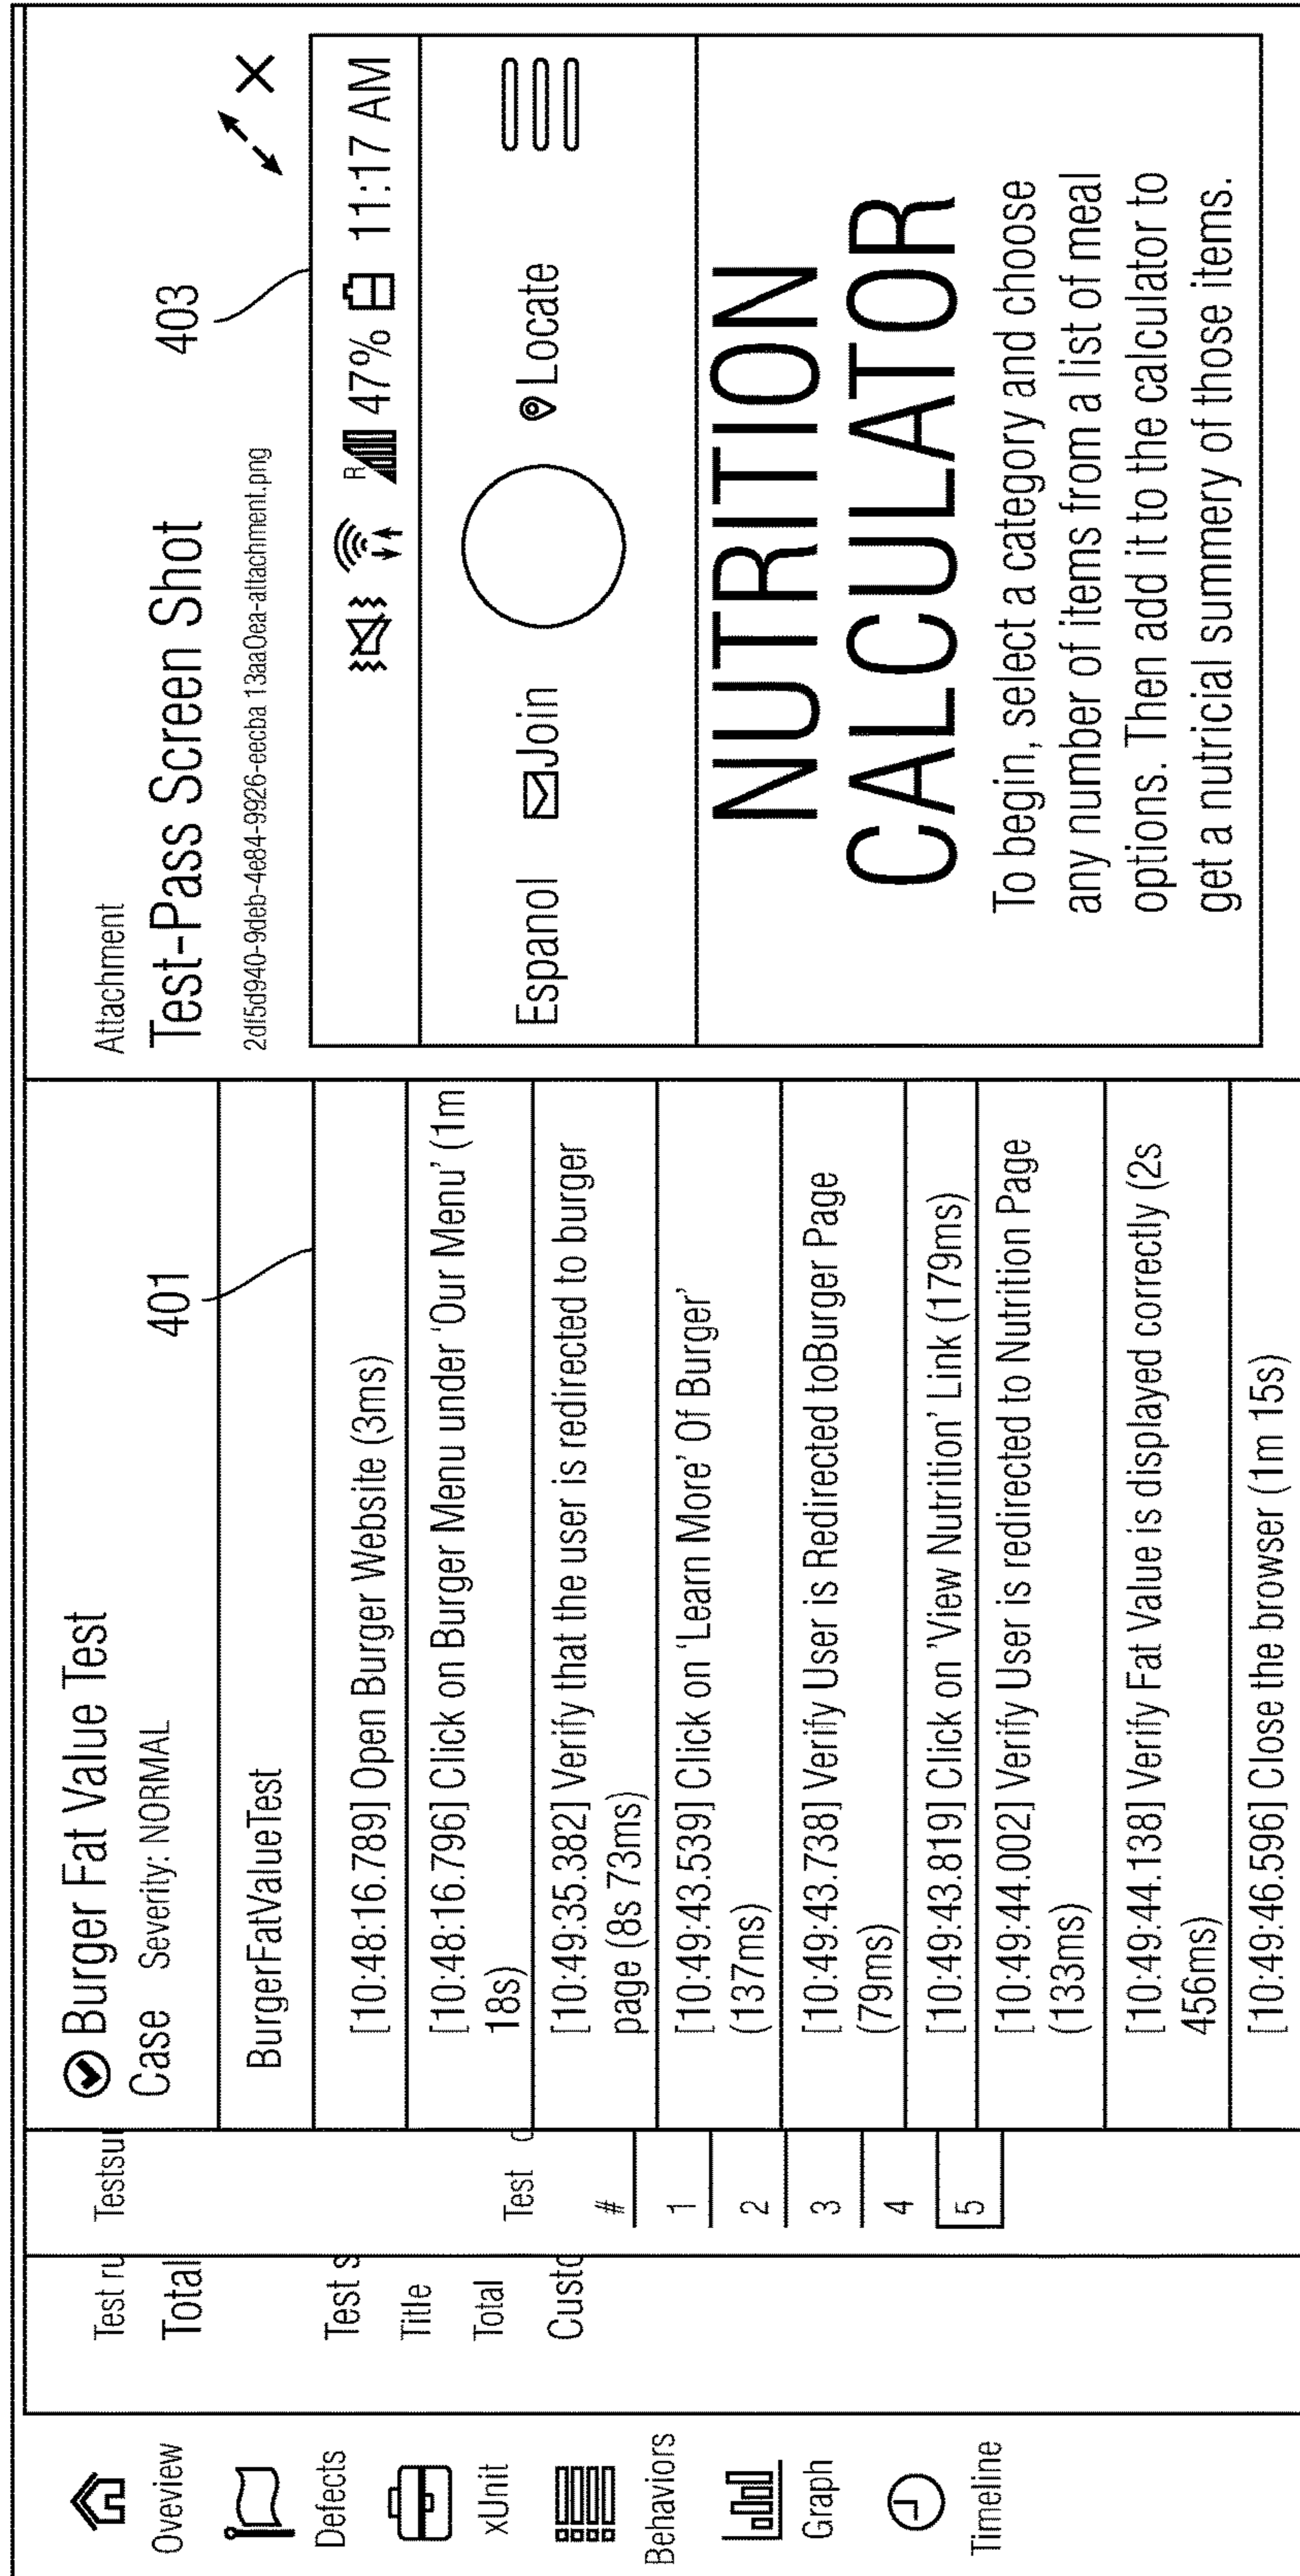 Oveview
Defects
xUnit
Behaviors
Graph
Timeline
Test ru
Total
Test s
Title
Total
Custo
Testsui
Test c
#
1
2
3
4
5
Burger Fat Value Test
Case Severity: NORMAL
401
BurgerFatValueTest
[10:48:16.789] Open Burger Website (3ms)
[10:48:16.796] Click on Burger Menu under ‘Our Menu’ (1m
18s)
[10:49:35.382] Verify that the user is redirected to burger
page (8s 73ms)
[10:49:43.539] Click on ‘Learn More’ Of Burger’
(137ms)
[10:49:43.738] Verify User is Redirected toBurger Page
(79ms)
[10:49:43.819] Click on ’View Nutrition’ Link (179ms)
[10:49:44.002] Verify User is redirected to Nutrition Page
(133ms)
[10:49:44.138] Verify Fat Value is displayed correctly (2s
456ms)
[10:49:46.596] Close the browser (1m 15s)
Attachment
Test-Pass Screen Shot
403
2df5d940-9deb-4e84-9926-eecba 13aa0ea-attachment.png
R 47% 11:17 AM
Espanol Join Locate
NUTRITION
CALCULATOR
To begin, select a category and choose
any number of items from a list of meal
options. Then add it to the calculator to
get a nutricial summery of those items.